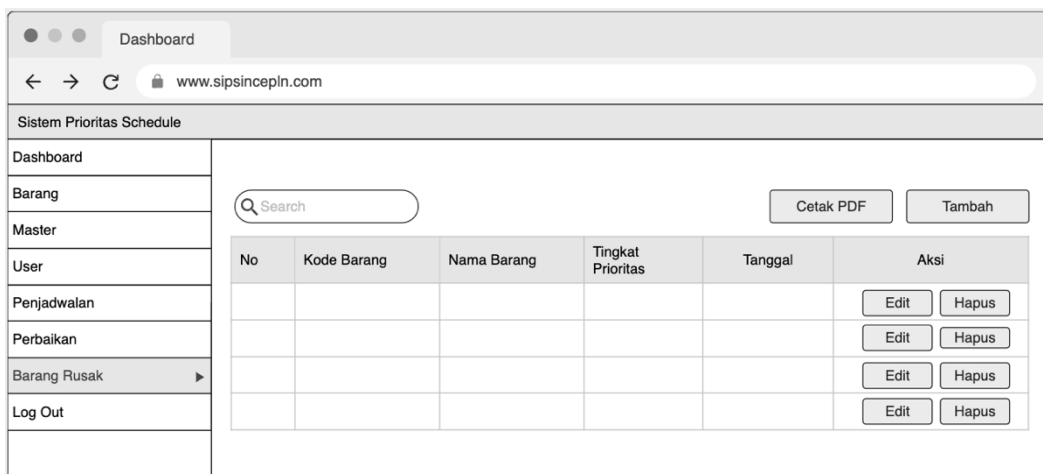 Dashboard
www.sipsincepln.com
Sistem Prioritas Schedule
Dashboard
Barang
Master
User
Penjadwalan
Perbaikan
Barang Rusak
Log Out
Search
Cetak PDF
Tambah
No Kode Barang Nama Barang Tingkat Prioritas Tanggal Aksi
Edit Hapus
Edit Hapus
Edit Hapus
Edit Hapus